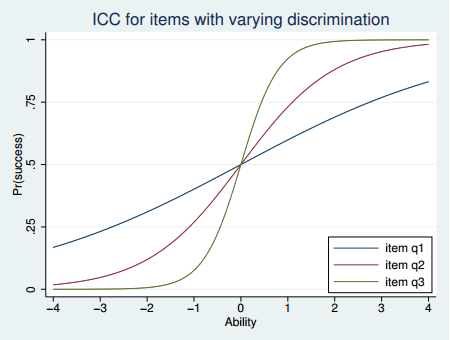 ICC for items with varying discrimination
Pr(success)
1
.75
.5
.25
0
−4 −3 −2 −1 0 1 2 3 4
Ability
item q1
item q2
item q3